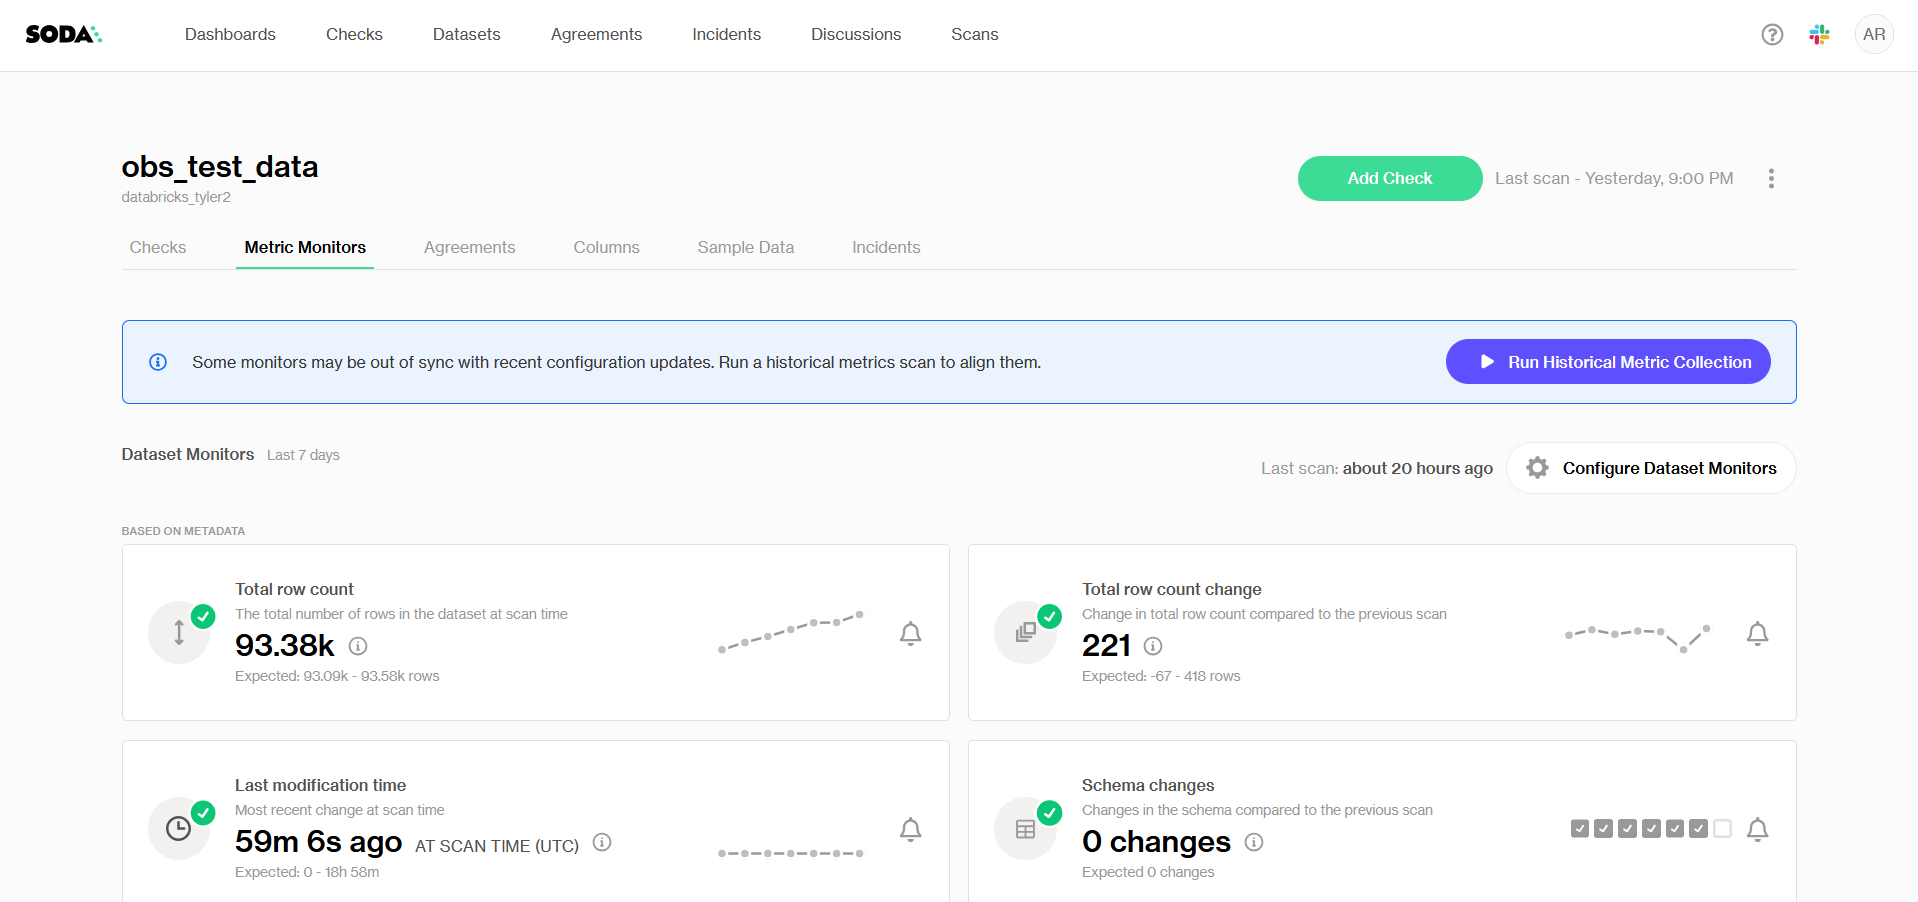 SODA
Dashboards Checks Datasets Agreements Incidents Discussions Scans
AR
obs_test_data
databricks_tyler2
Add Check
Last scan - Yesterday, 9:00 PM
Checks Metric Monitors Agreements Columns Sample Data Incidents
Some monitors may be out of sync with recent configuration updates. Run a historical metrics scan to align them.
Run Historical Metric Collection
Dataset Monitors Last 7 days
Last scan: about 20 hours ago
Configure Dataset Monitors
BASED ON METADATA
Total row count
The total number of rows in the dataset at scan time
93.38k
Expected: 93.09k - 93.58k rows
Total row count change
Change in total row count compared to the previous scan
221
Expected: -67 - 418 rows
Last modification time
Most recent change at scan time
59m 6s ago AT SCAN TIME (UTC)
Expected: 0 - 18h 58m
Schema changes
Changes in the schema compared to the previous scan
0 changes
Expected 0 changes